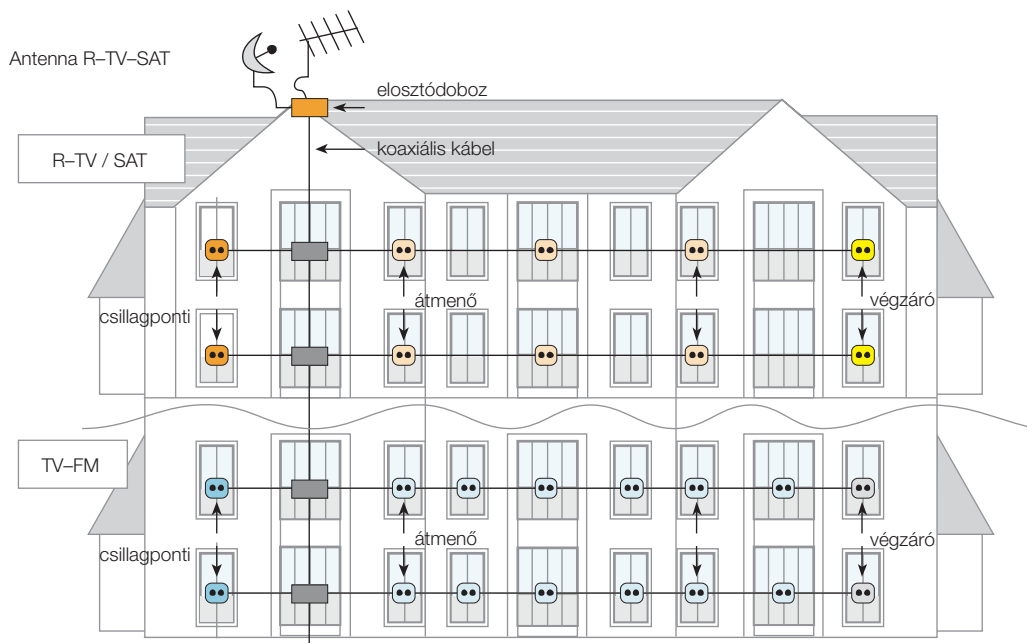 Antenna R–TV–SAT
elosztódoboz
koaxiális kábel
R–TV / SAT
csillagponti
átmenő
végzáró
TV–FM
csillagponti
átmenő
végzáró